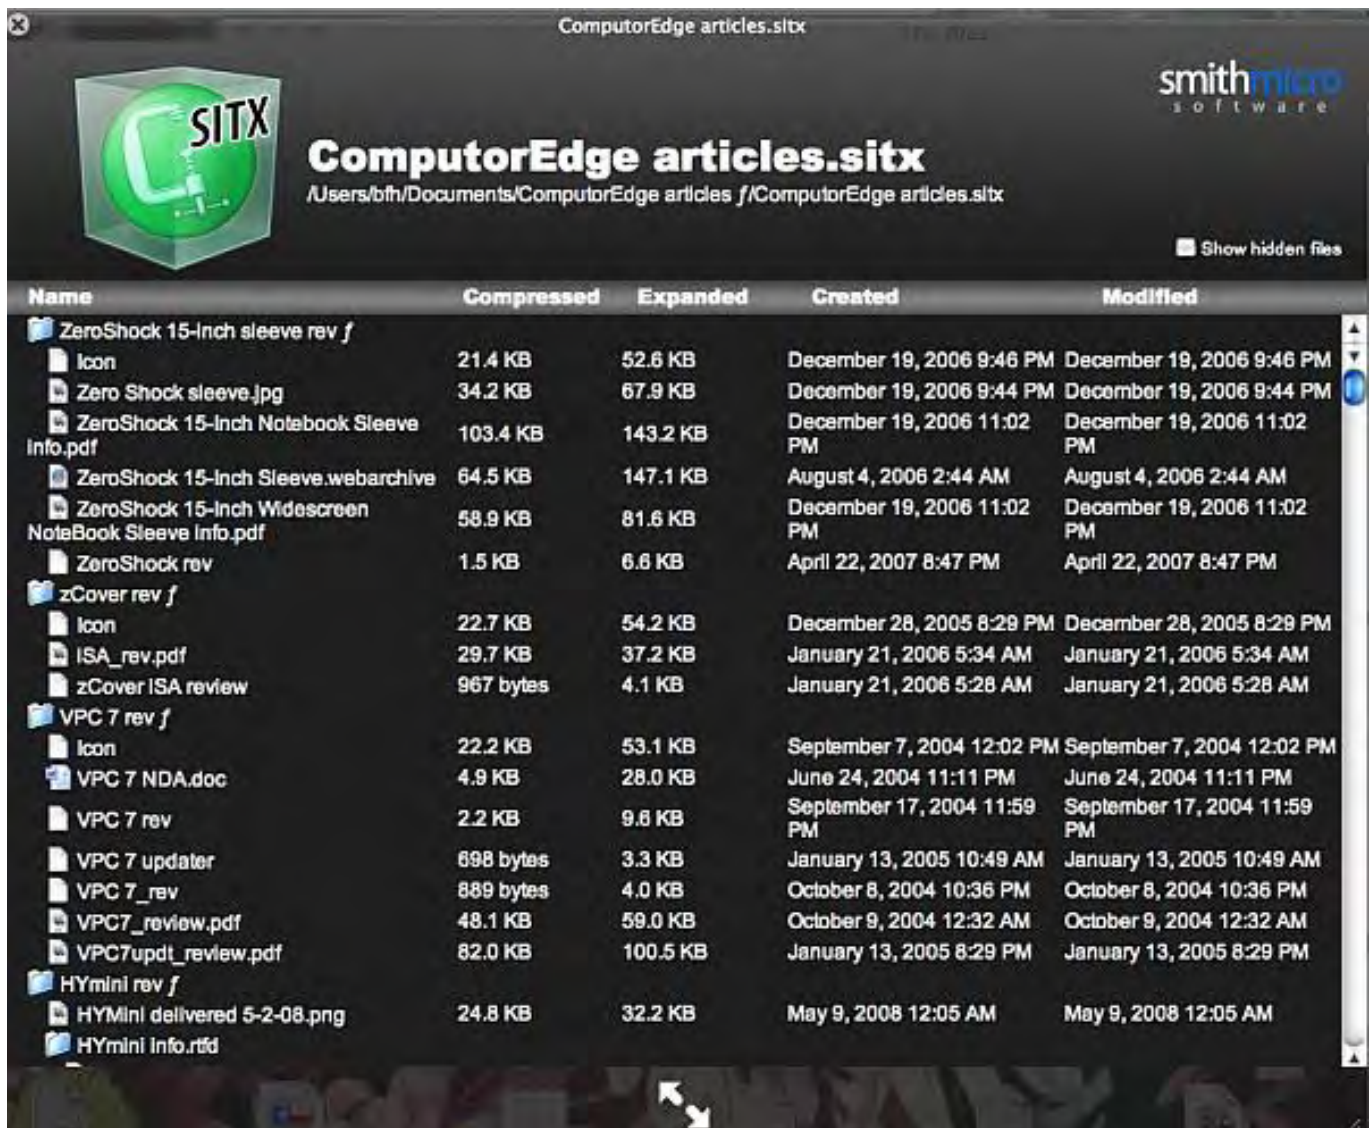 ComputorEdge articles.sitx
smithmicro
software
SITX
ComputorEdge articles.sitx
/Users/bfh/Documents/ComputorEdge articles ƒ/ComputorEdge articles.sitx
Show hidden files
Name Compressed Expanded Created Modified
ZeroShock 15-inch sleeve rev ƒ
Icon 21.4 KB 52.6 KB December 19, 2006 9:46 PM December 19, 2006 9:46 PM
Zero Shock sleeve.jpg 34.2 KB 67.9 KB December 19, 2006 9:44 PM December 19, 2006 9:44 PM
ZeroShock 15-Inch Notebook Sleeve
Info.pdf 103.4 KB 143.2 KB December 19, 2006 11:02
PM December 19, 2006 11:02
PM
ZeroShock 15-Inch Sleeve.webarchive 64.5 KB 147.1 KB August 4, 2006 2:44 AM August 4, 2006 2:44 AM
ZeroShock 15-Inch Widescreen
NoteBook Sleeve Info.pdf 58.9 KB 81.6 KB December 19, 2006 11:02
PM December 19, 2006 11:02
PM
ZeroShock rev 1.5 KB 6.6 KB April 22, 2007 8:47 PM April 22, 2007 8:47 PM
zCover rev ƒ
Icon 22.7 KB 54.2 KB December 28, 2005 8:29 PM December 28, 2005 8:29 PM
ISA_rev.pdf 29.7 KB 37.2 KB January 21, 2006 5:34 AM January 21, 2006 5:34 AM
zCover ISA review 967 bytes 4.1 KB January 21, 2006 5:28 AM January 21, 2006 5:28 AM
VPC 7 rev ƒ
Icon 22.2 KB 53.1 KB September 7, 2004 12:02 PM September 7, 2004 12:02 PM
VPC 7 NDA.doc 4.9 KB 28.0 KB June 24, 2004 11:11 PM June 24, 2004 11:11 PM
VPC 7 rev 2.2 KB 9.6 KB September 17, 2004 11:59
PM September 17, 2004 11:59
PM
VPC 7 updater 698 bytes 3.3 KB January 13, 2005 10:49 AM January 13, 2005 10:49 AM
VPC 7_rev 889 bytes 4.0 KB October 8, 2004 10:36 PM October 8, 2004 10:36 PM
VPC7_review.pdf 48.1 KB 59.0 KB October 9, 2004 12:32 AM October 9, 2004 12:32 AM
VPC7updt_review.pdf 82.0 KB 100.5 KB January 13, 2005 8:29 PM January 13, 2005 8:29 PM
HYmini rev ƒ
HYMini delivered 5-2-08.png 24.8 KB 32.2 KB May 9, 2008 12:05 AM May 9, 2008 12:05 AM
HYmini Info.rtfd